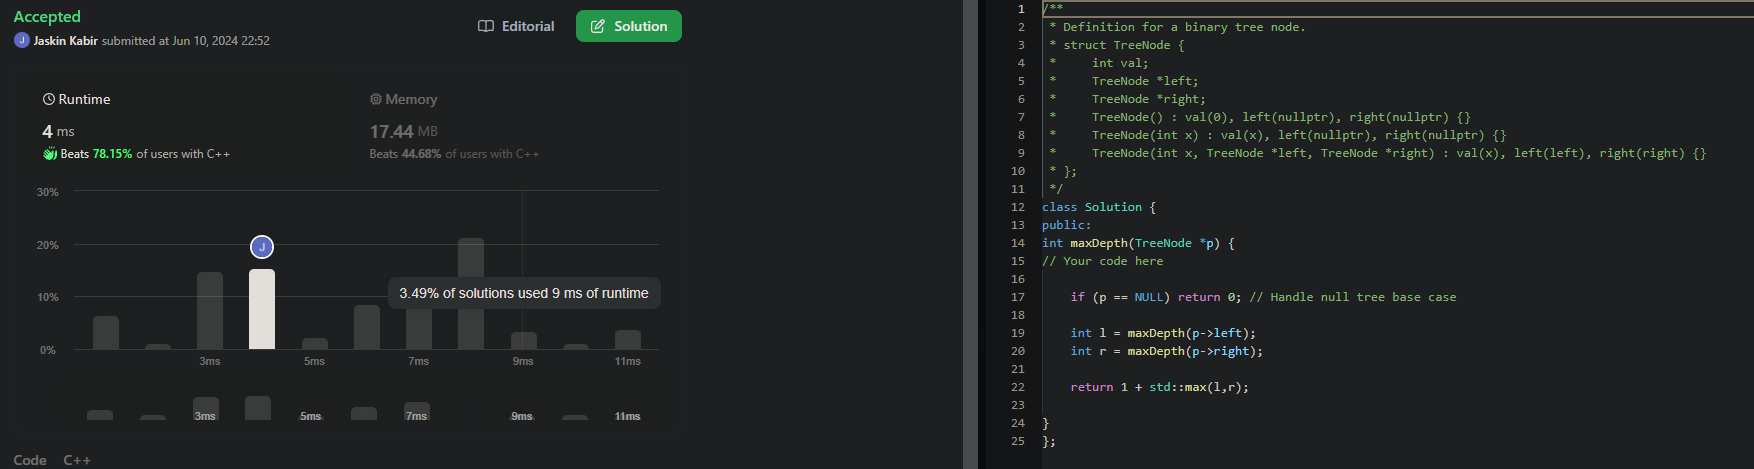 Accepted
Editorial
Solution
J Jaskin Kabir submitted at Jun 10, 2024 22:52
Runtime
Memory
4 ms
17.44 MB
Beats 78.15% of users with C++
Beats 44.68% of users with C++
30%
20%
10%
0%
J
3.49% of solutions used 9 ms of runtime
3ms 5ms 7ms 9ms 11ms
3ms 5ms 7ms 9ms 11ms
Code C++
1 /**
2  * Definition for a binary tree node.
3  * struct TreeNode {
4  *     int val;
5  *     TreeNode *left;
6  *     TreeNode *right;
7  *     TreeNode() : val(0), left(nullptr), right(nullptr) {}
8  *     TreeNode(int x) : val(x), left(nullptr), right(nullptr) {}
9  *     TreeNode(int x, TreeNode *left, TreeNode *right) : val(x), left(left), right(right) {}
10  * };
11  */
12 class Solution {
13 public:
14 int maxDepth(TreeNode *p) {
15 // Your code here
16
17     if (p == NULL) return 0; // Handle null tree base case
18
19     int l = maxDepth(p->left);
20     int r = maxDepth(p->right);
21
22     return 1 + std::max(l,r);
23
24 }
25 };